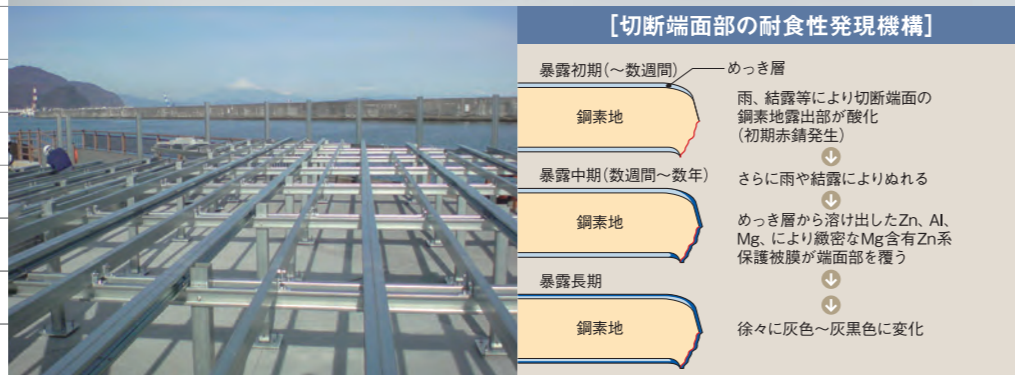 [切断端面部の耐食性発現機構]
暴露初期(〜数週間)
めっき層
鋼素地
雨、結露等により切断端面の
鋼素地露出部が酸化
(初期赤錆発生)
暴露中期(数週間〜数年)
さらに雨や結露によりぬれる
鋼素地
めっき層から溶け出したZn、Al、
Mg、により緻密なMg含有Zn系
保護被膜が端面部を覆う
暴露長期
鋼素地
徐々に灰色〜灰黒色に変化